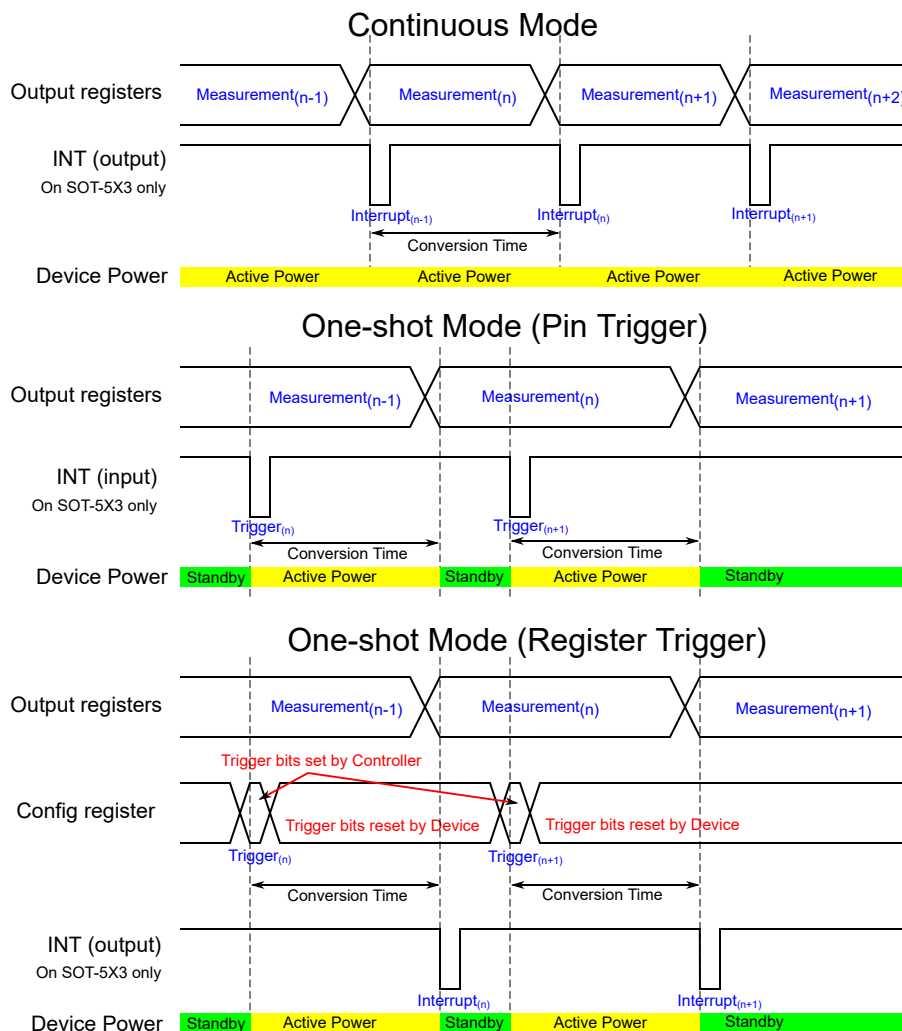 Continuous Mode
Output registers
Measurement(n-1)
Measurement(n)
Measurement(n+1)
Measurement(n+2)
INT (output)
On SOT-5X3 only
Interrupt(n-1)
Interrupt(n)
Interrupt(n+1)
Conversion Time
Device Power
Active Power
Active Power
Active Power
Active Power
One-shot Mode (Pin Trigger)
Output registers
Measurement(n-1)
Measurement(n)
Measurement(n+1)
INT (input)
On SOT-5X3 only
Trigger(n)
Trigger(n+1)
Conversion Time
Conversion Time
Device Power
Standby
Active Power
Standby
Active Power
Standby
One-shot Mode (Register Trigger)
Output registers
Measurement(n-1)
Measurement(n)
Measurement(n+1)
Trigger bits set by Controller
Config register
Trigger bits reset by Device
Trigger bits reset by Device
Trigger(n)
Trigger(n+1)
Conversion Time
Conversion Time
INT (output)
On SOT-5X3 only
Interrupt(n)
Interrupt(n+1)
Device Power
Standby
Active Power
Standby
Active Power
Standby